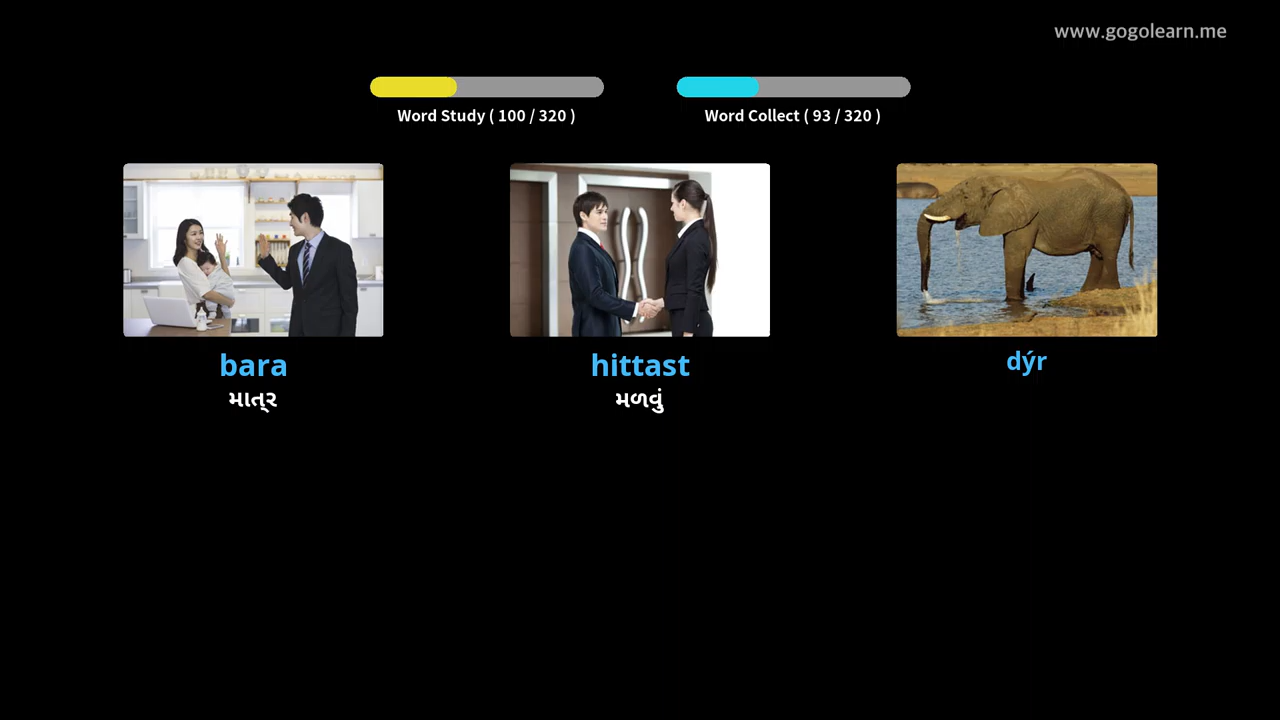 www.gogolearn.me
Word Study ( 100 / 320 )
Word Collect ( 93 / 320 )
bara
માત્ર
hittast
મળવું
dýr